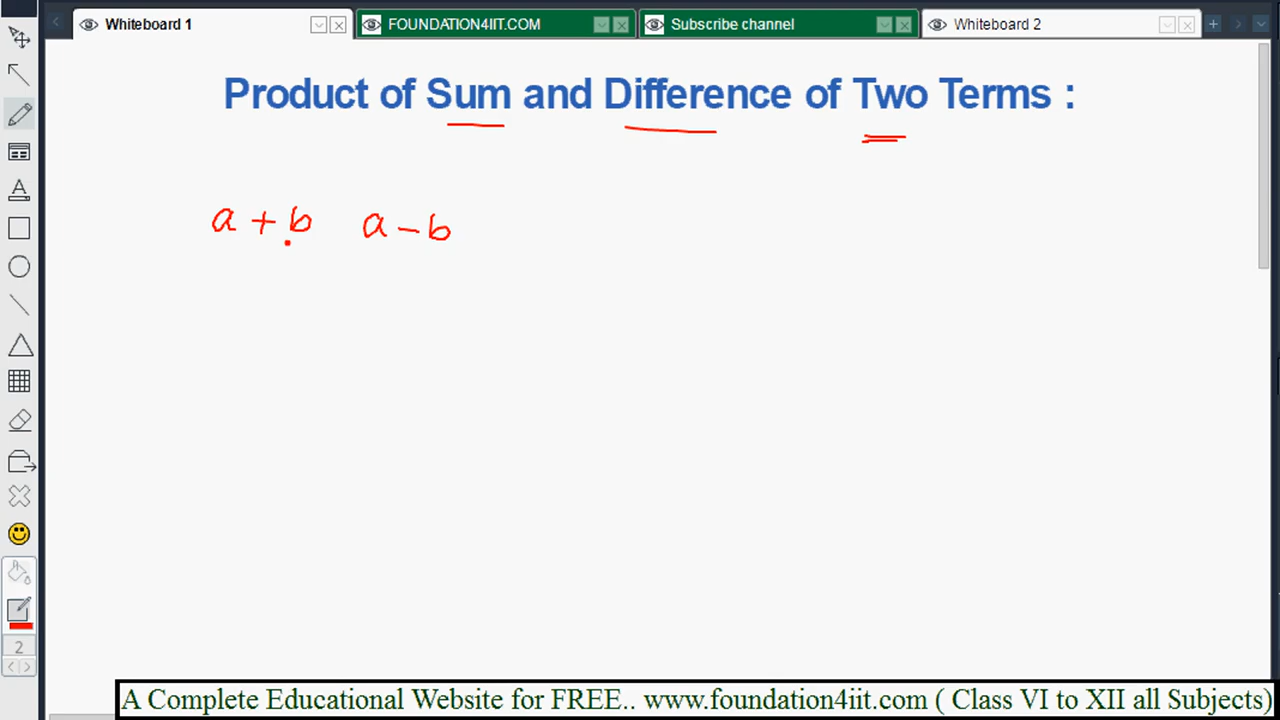 Whiteboard 1
FOUNDATION4IIT.COM
Subscribe channel
Whiteboard 2
Product of Sum and Difference of Two Terms :
a + b a - b
A
2
A Complete Educational Website for FREE.. www.foundation4iit.com ( Class VI to XII all Subjects)